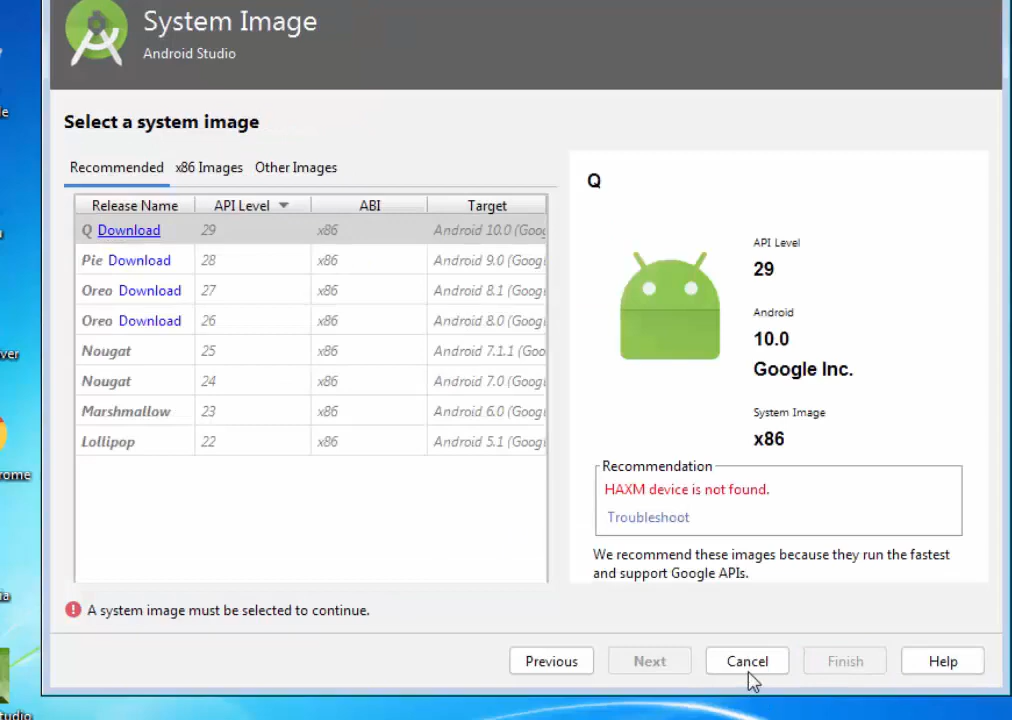 System Image
Android Studio
Select a system image
Recommended x86 Images Other Images
Release Name API Level ABI Target
Q Download 29 x86 Android 10.0 (Goog
Pie Download 28 x86 Android 9.0 (Googl
Oreo Download 27 x86 Android 8.1 (Googl
Oreo Download 26 x86 Android 8.0 (Googl
Nougat 25 x86 Android 7.1.1 (Goo
Nougat 24 x86 Android 7.0 (Googl
Marshmallow 23 x86 Android 6.0 (Googl
Lollipop 22 x86 Android 5.1 (Googl
Q
API Level
29
Android
10.0
Google Inc.
System Image
x86
Recommendation
HAXM device is not found.
Troubleshoot
We recommend these images because they run the fastest
and support Google APIs.
A system image must be selected to continue.
Previous Next Cancel Finish Help